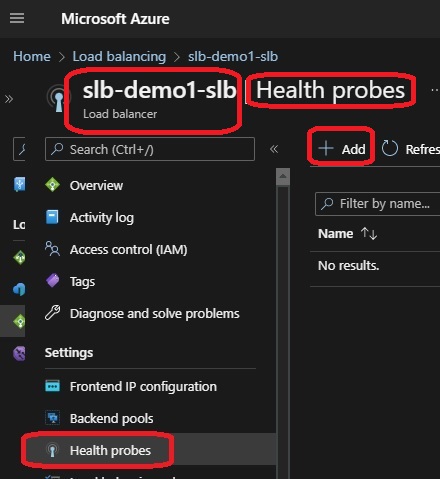 Microsoft Azure
Home > Load balancing > slb-demo1-slb
slb-demo1-slb | Health probes
Load balancer
Search (Ctrl+/)
Add
Overview
Activity log
Access control (IAM)
Tags
Diagnose and solve problems
Settings
Frontend IP configuration
Backend pools
Health probes
Filter by name...
Name
No results.